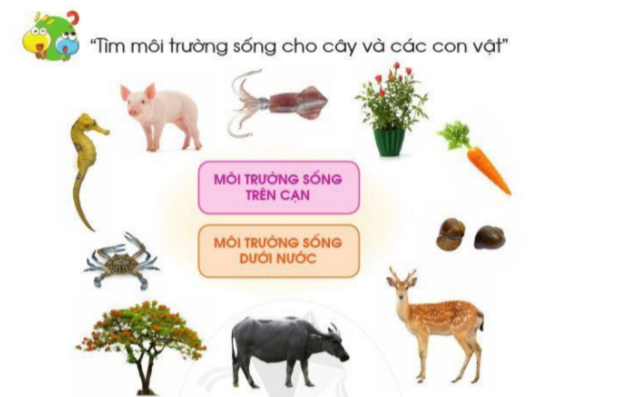 "Tìm môi trường sống cho cây và các con vật"
MÔI TRƯỜNG SỐNG
TRÊN CẠN
MÔI TRƯỜNG SỐNG
DƯỚI NƯỚC